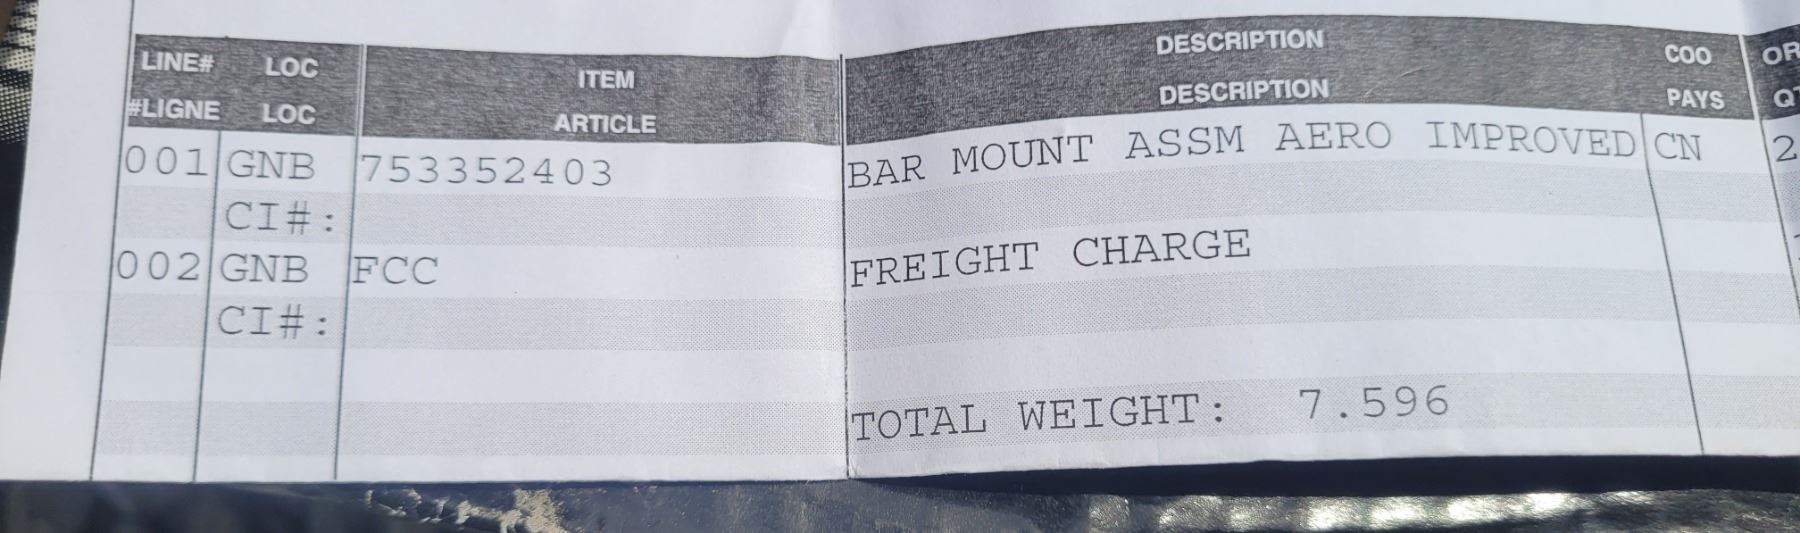 LINE# LOC ITEM DESCRIPTION COO OR
#LIGNE LOC ARTICLE DESCRIPTION PAYS
001 GNB 753352403 BAR MOUNT ASSM AERO IMPROVED CN 2
CI#:
002 GNB FCC FREIGHT CHARGE
CI#:
TOTAL WEIGHT: 7.596